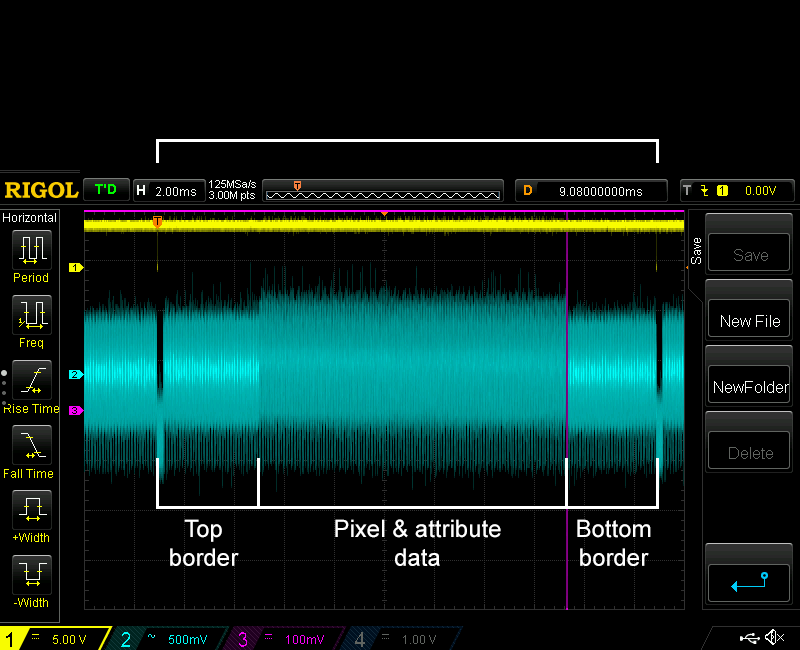 RIGOL T'D H 2.00ms 125MSa/s 3.00M pts T D 9.08000000ms T 1 0.00V
Horizontal
Period
Freq
Rise Time
Fall Time
+Width
-Width
T
1
2
3
Top border
Pixel & attribute data
Bottom border
Save
Save
New File
NewFolder
Delete
1 5.00 V 2 500mV 3 100mV 4 1.00 V